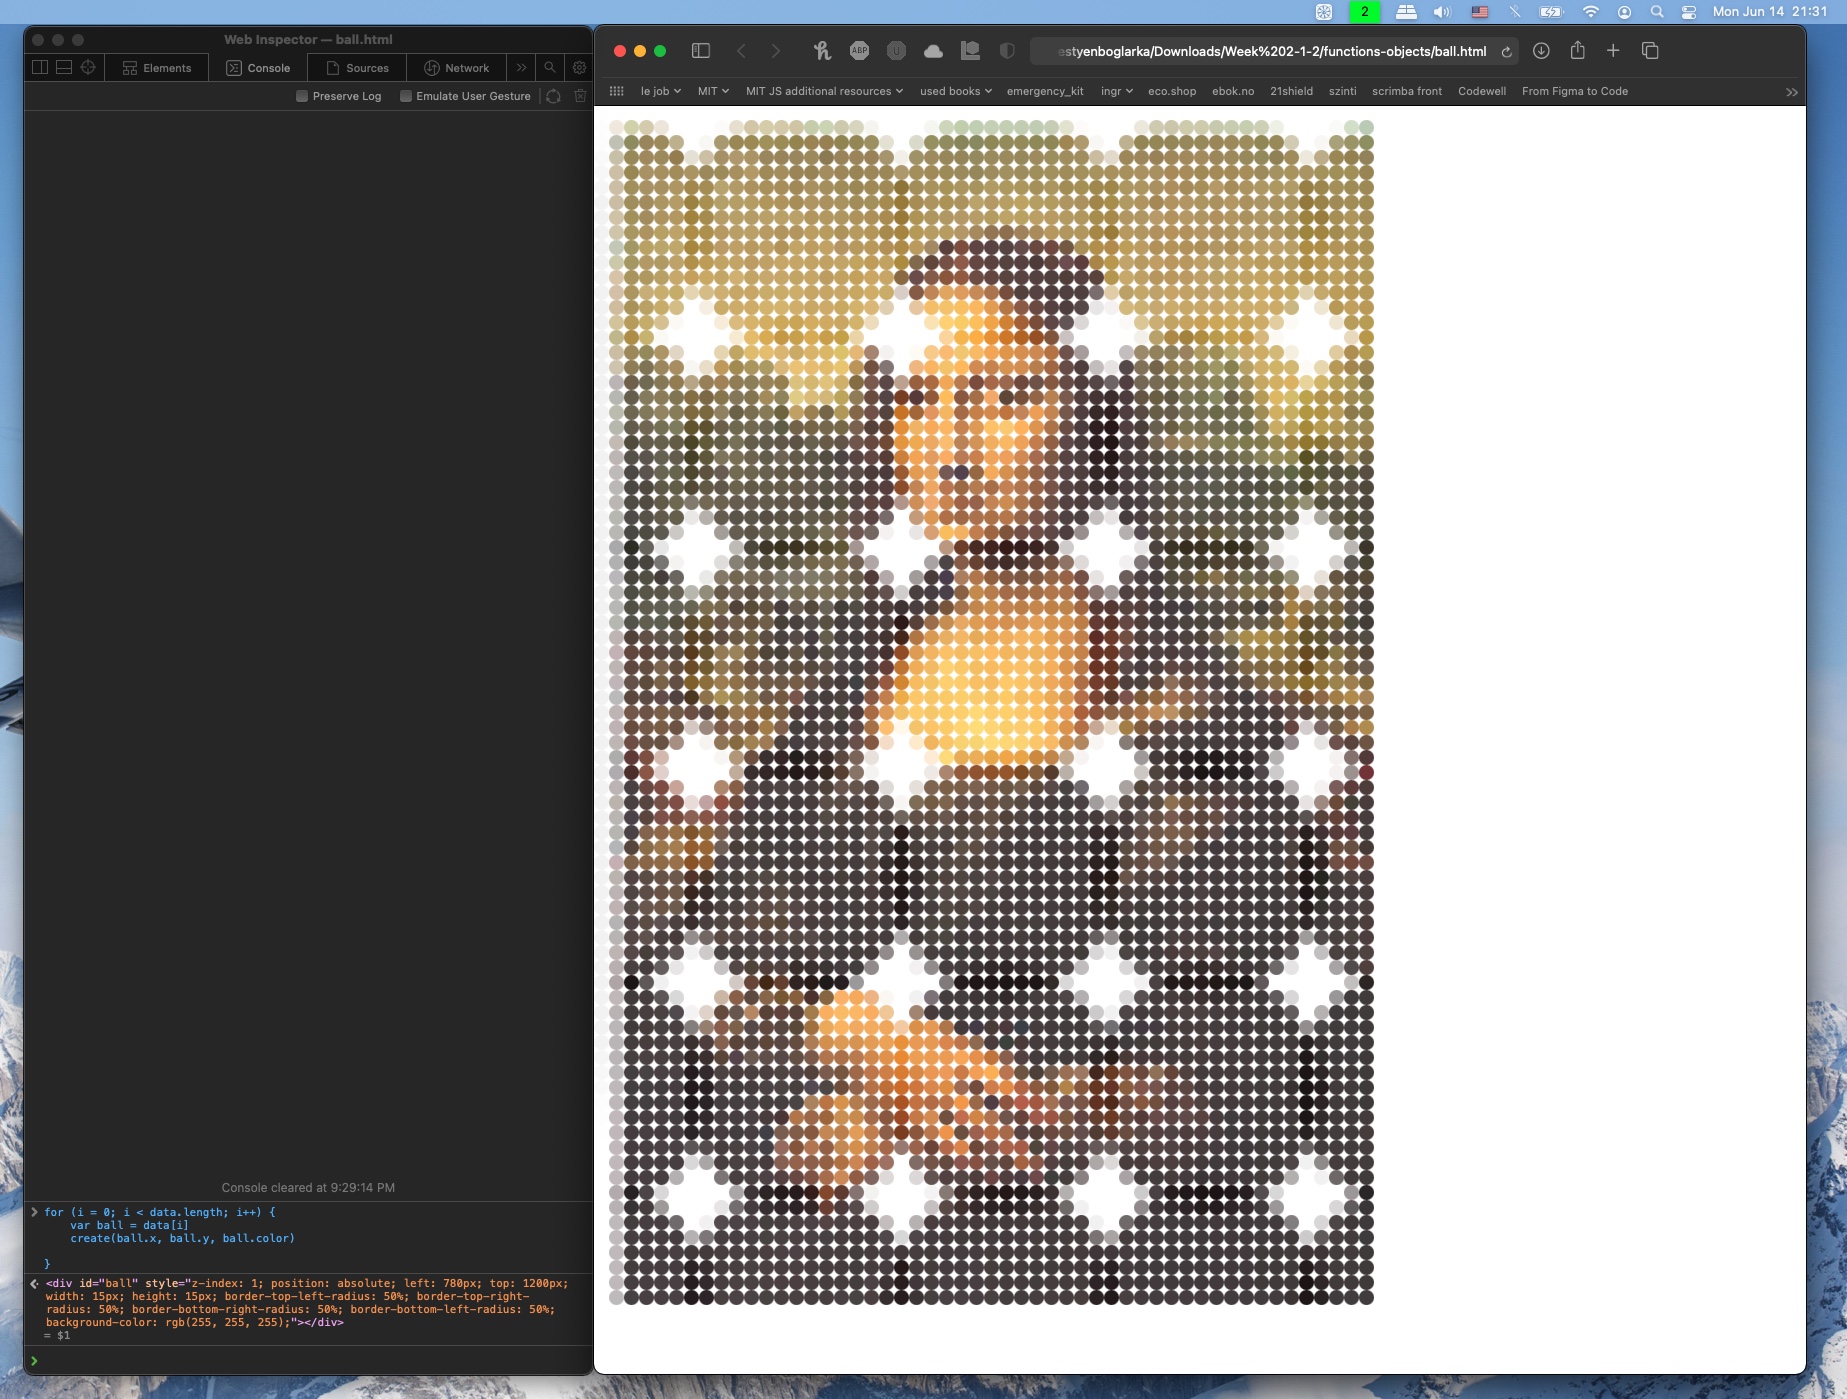 2
Mon Jun 14 21:31
Web Inspector — ball.html
Elements
Console
Sources
Network
Preserve Log
Emulate User Gesture
ABP
estyenboglarka/Downloads/Week%202-1-2/functions-objects/ball.html
le job
MIT
MIT JS additional resources
used books
emergency_kit
ingr
eco.shop
ebok.no
21shield
szinti
scrimba front
Codewell
From Figma to Code
Console cleared at 9:29:14 PM
for (i = 0; i < data.length; i++) {
var ball = data[i]
create(ball.x, ball.y, ball.color)
}
<div id="ball" style="z-index: 1; position: absolute; left: 780px; top: 1200px;
width: 15px; height: 15px; border-top-left-radius: 50%; border-top-right-
radius: 50%; border-bottom-right-radius: 50%; border-bottom-left-radius: 50%;
background-color: rgb(255, 255, 255);"></div>
= $1